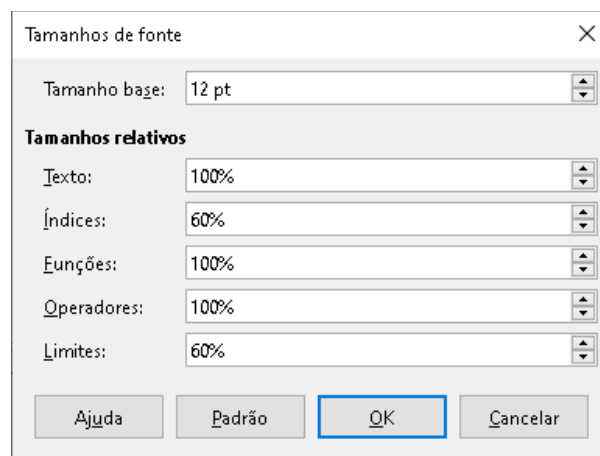 Tamanhos de fonte
Tamanho base: 12 pt
Tamanhos relativos
Texto: 100%
Índices: 60%
Funções: 100%
Operadores: 100%
Limites: 60%
Ajuda Padrão OK Cancelar